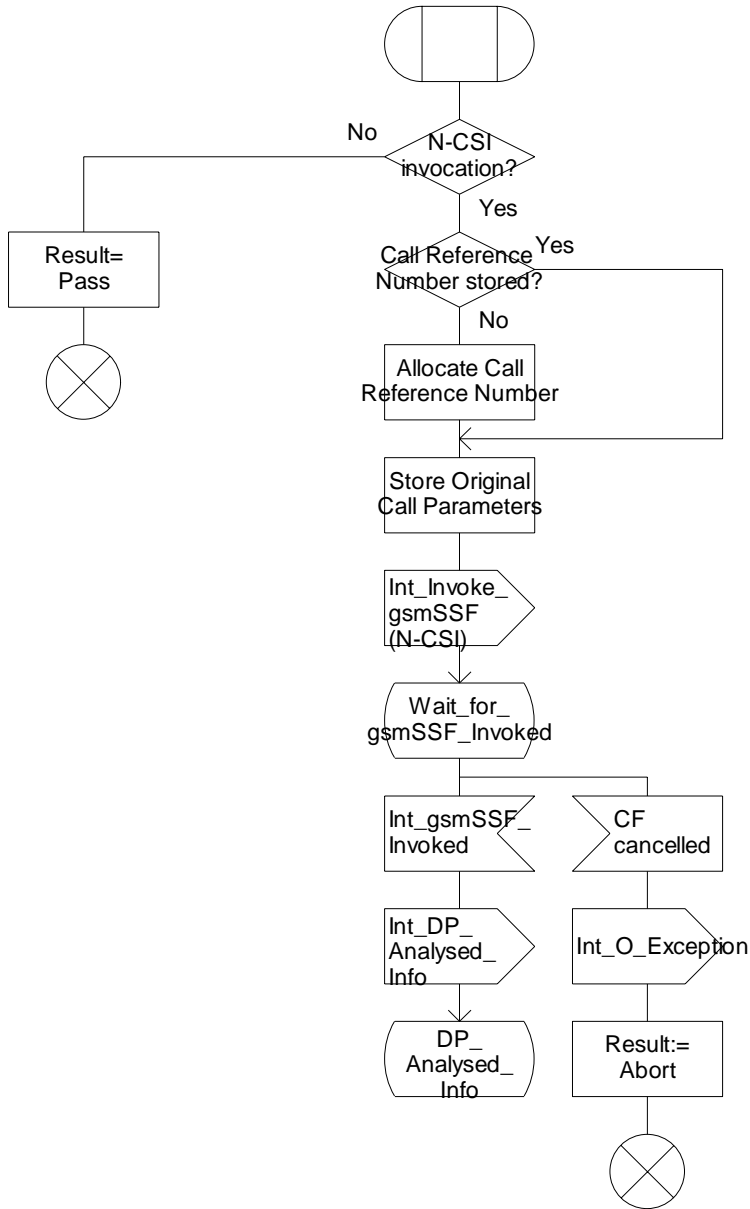 No
N-CSI
invocation?
Yes
Result=
Pass
Call Reference
Number stored?
Yes
No
Allocate Call
Reference Number
Store Original
Call Parameters
Int_Invoke_
gsmSSF
(N-CSI)
Wait_for_
gsmSSF_Invoked
Int_gsmSSF_
Invoked
CF
cancelled
Int_DP_
Analysed_
Info
Int_O_Exception
DP_
Analysed_
Info
Result:=
Abort